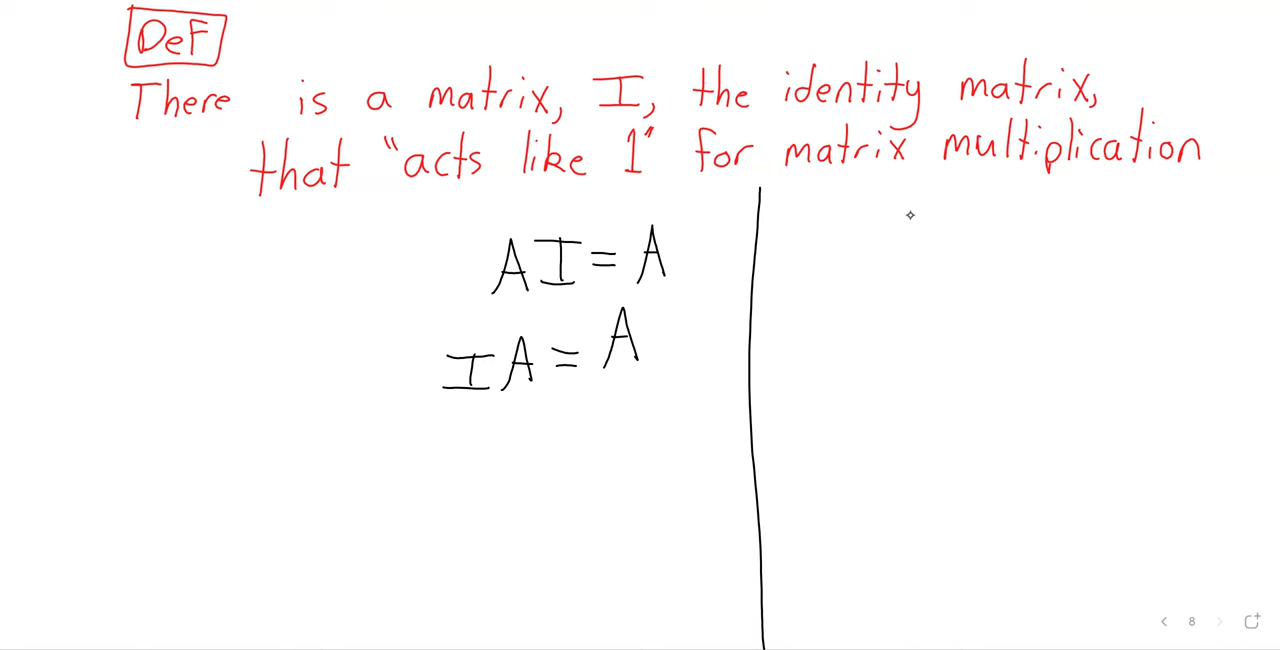 DeF
There is a matrix, I, the identity matrix,
that "acts like 1" for matrix multiplication
AI = A
IA = A
< 8 >